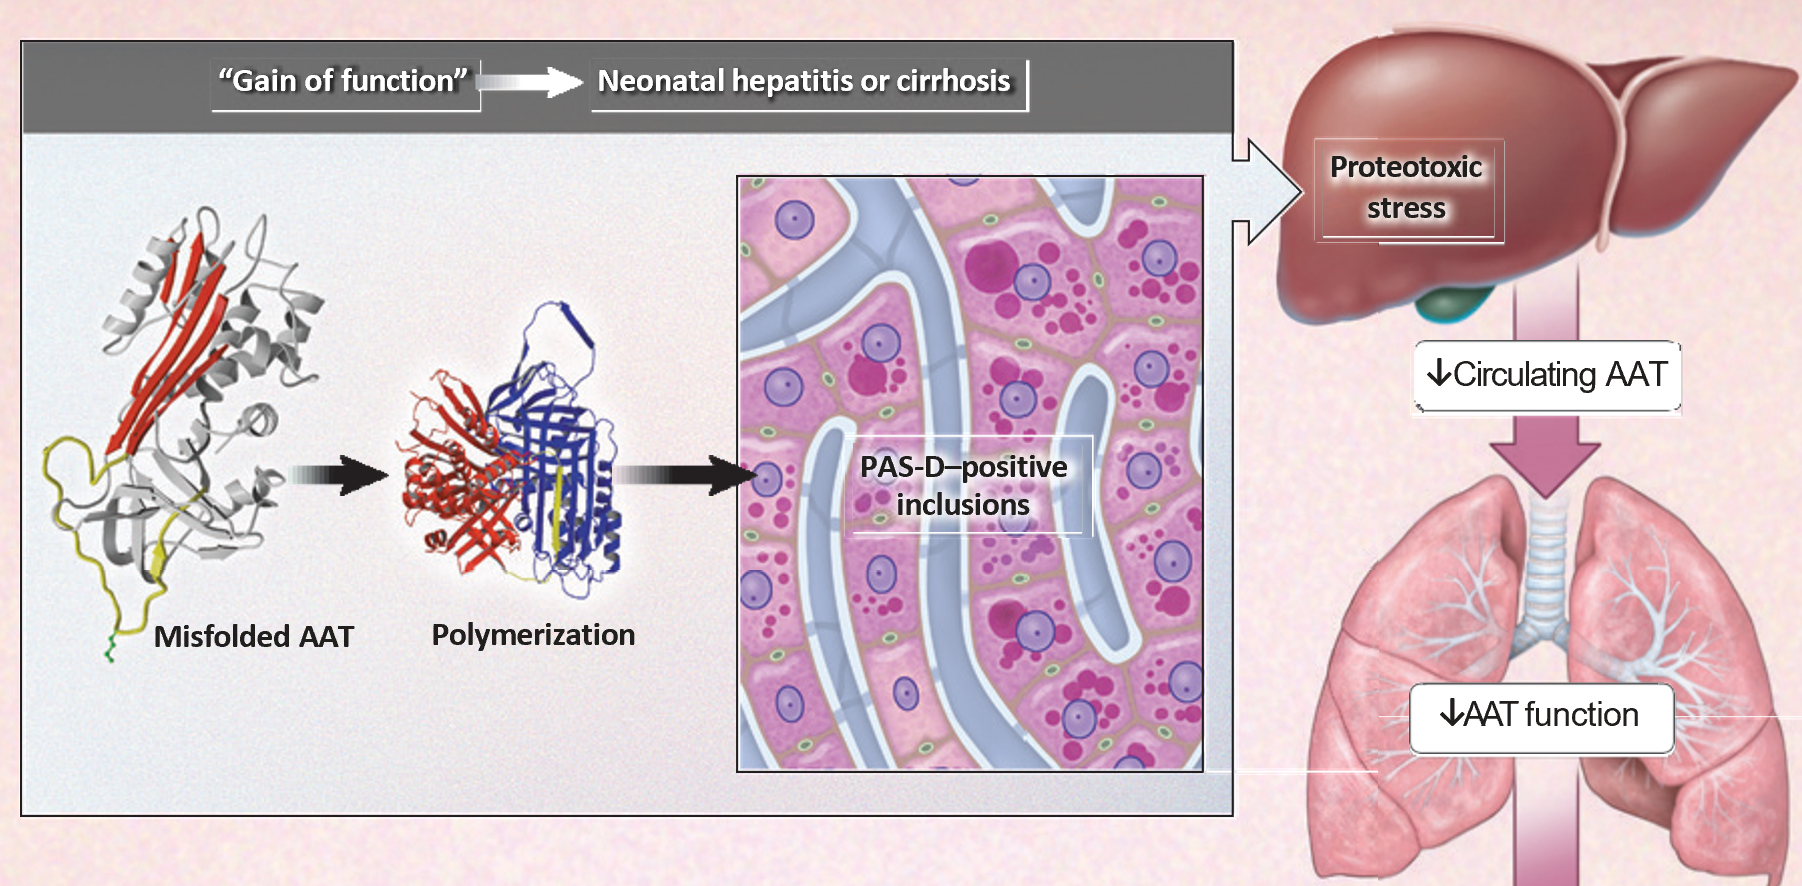 “Gain of function”
Neonatal hepatitis or cirrhosis
Proteotoxic
stress
↓Circulating AAT
PAS-D–positive
inclusions
Misfolded AAT
Polymerization
↓AAT function